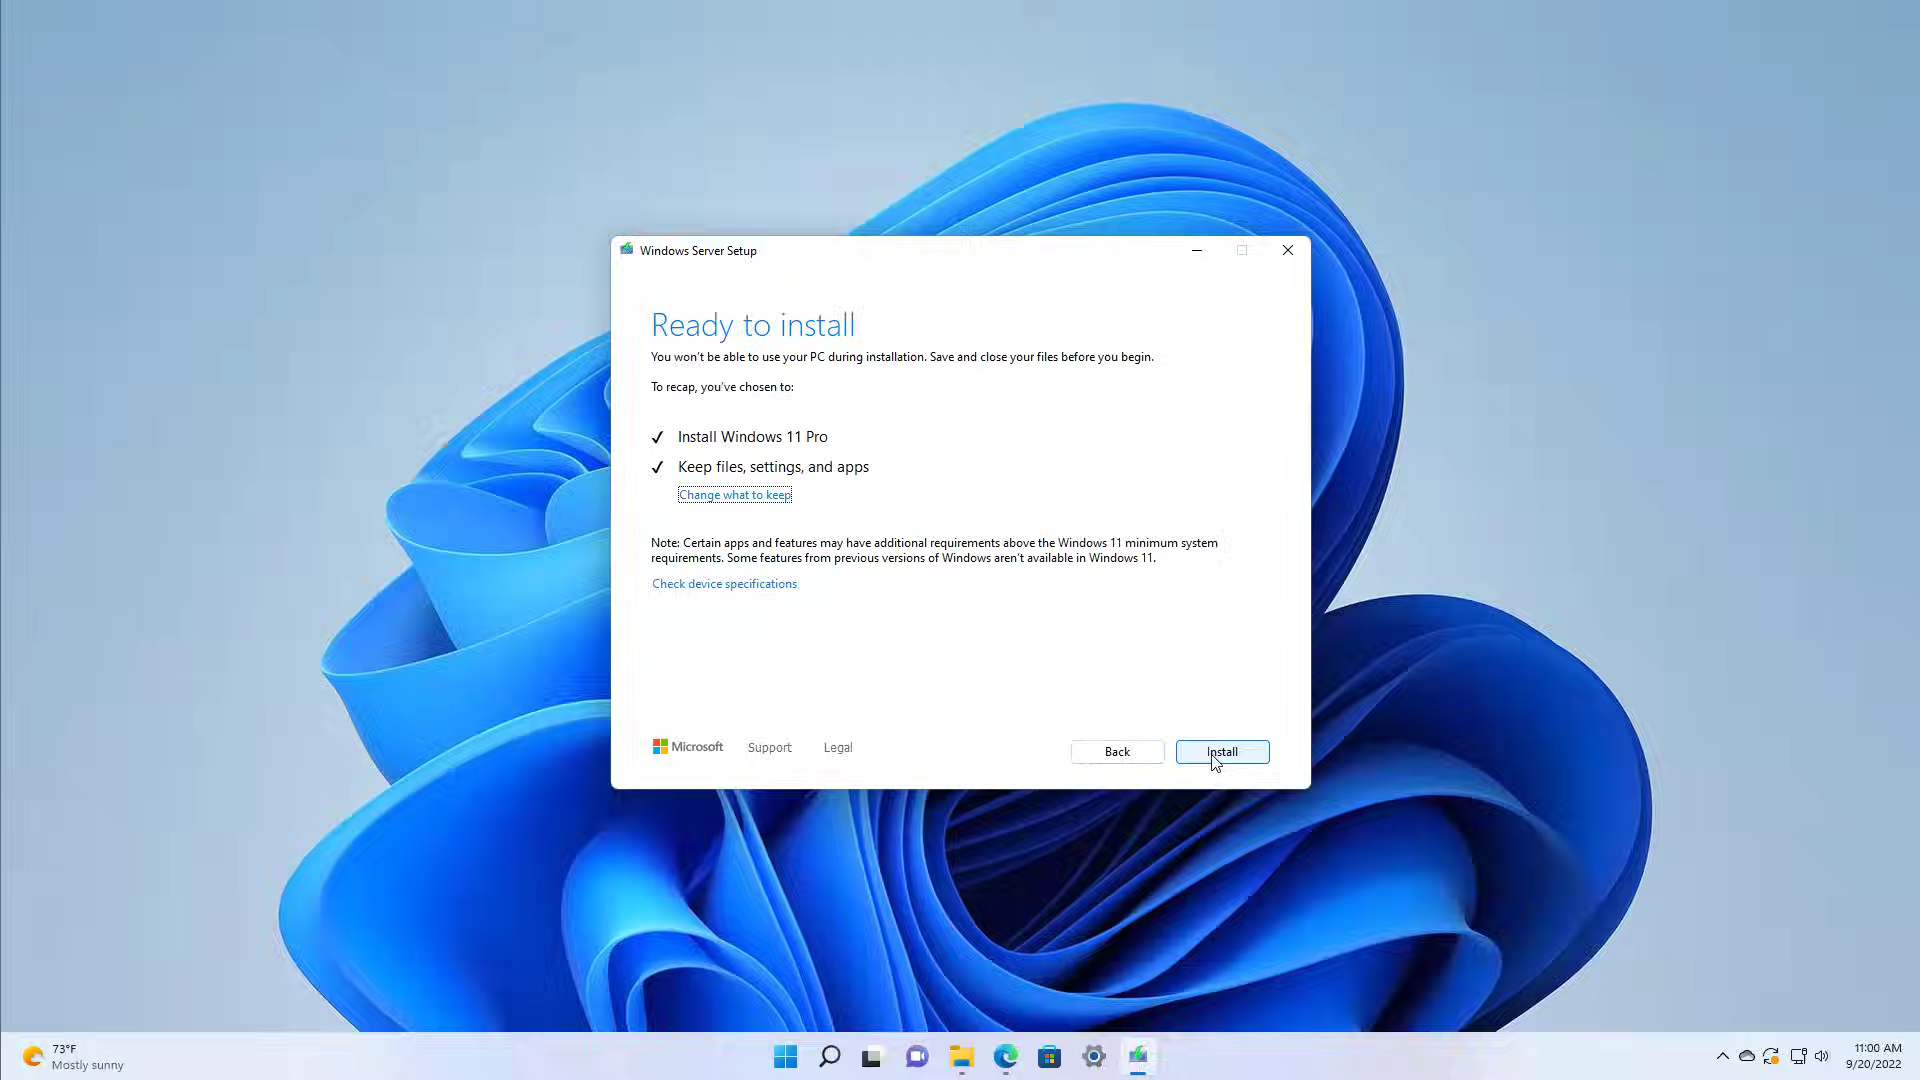 Windows Server Setup
Ready to install
You won't be able to use your PC during installation. Save and close your files before you begin.
To recap, you've chosen to:
✓ Install Windows 11 Pro
✓ Keep files, settings, and apps
Change what to keep
Note: Certain apps and features may have additional requirements above the Windows 11 minimum system
requirements. Some features from previous versions of Windows aren't available in Windows 11.
Check device specifications
Microsoft Support Legal Back Install
73°F
Mostly sunny
11:00 AM
9/20/2022